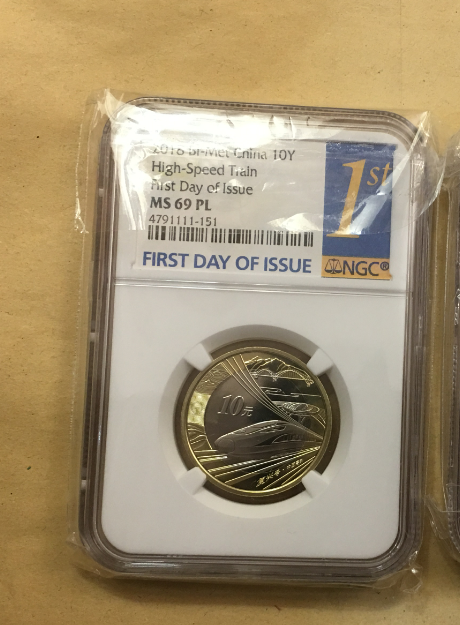 2018 Bi-Met China 10Y
High-Speed Train
First Day of Issue
MS 69 PL
4791111-151
1st
FIRST DAY OF ISSUE
NGC®
10元